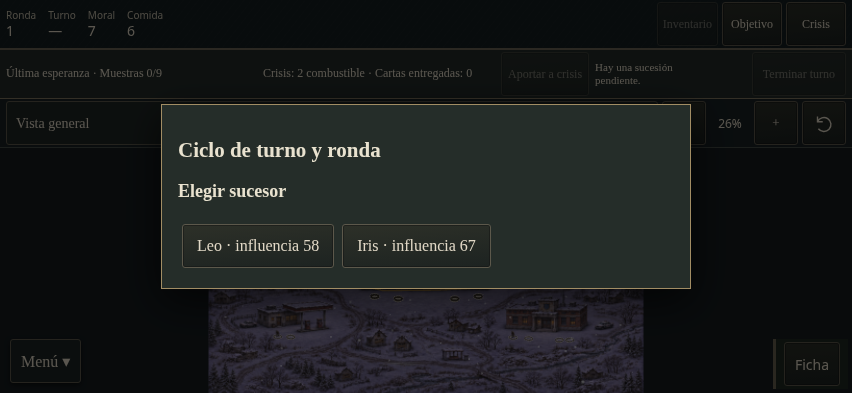 Ronda Turno Moral Comida
1 — 7 6
Inventario Objetivo Crisis
Última esperanza · Muestras 0/9
Crisis: 2 combustible · Cartas entregadas: 0
Aportar a crisis
Hay una sucesión
pendiente.
Terminar turno
Vista general
26%
+
Ciclo de turno y ronda
Elegir sucesor
Leo · influencia 58
Iris · influencia 67
Menú ▾
Ficha